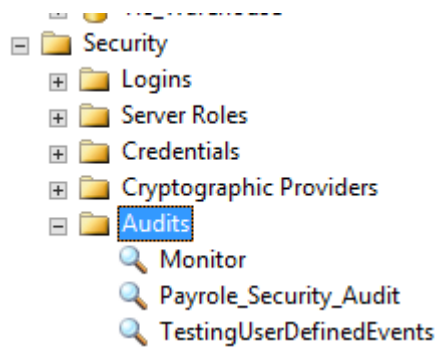 Security
Logins
Server Roles
Credentials
Cryptographic Providers
Audits
Monitor
Payrole_Security_Audit
TestingUserDefinedEvents